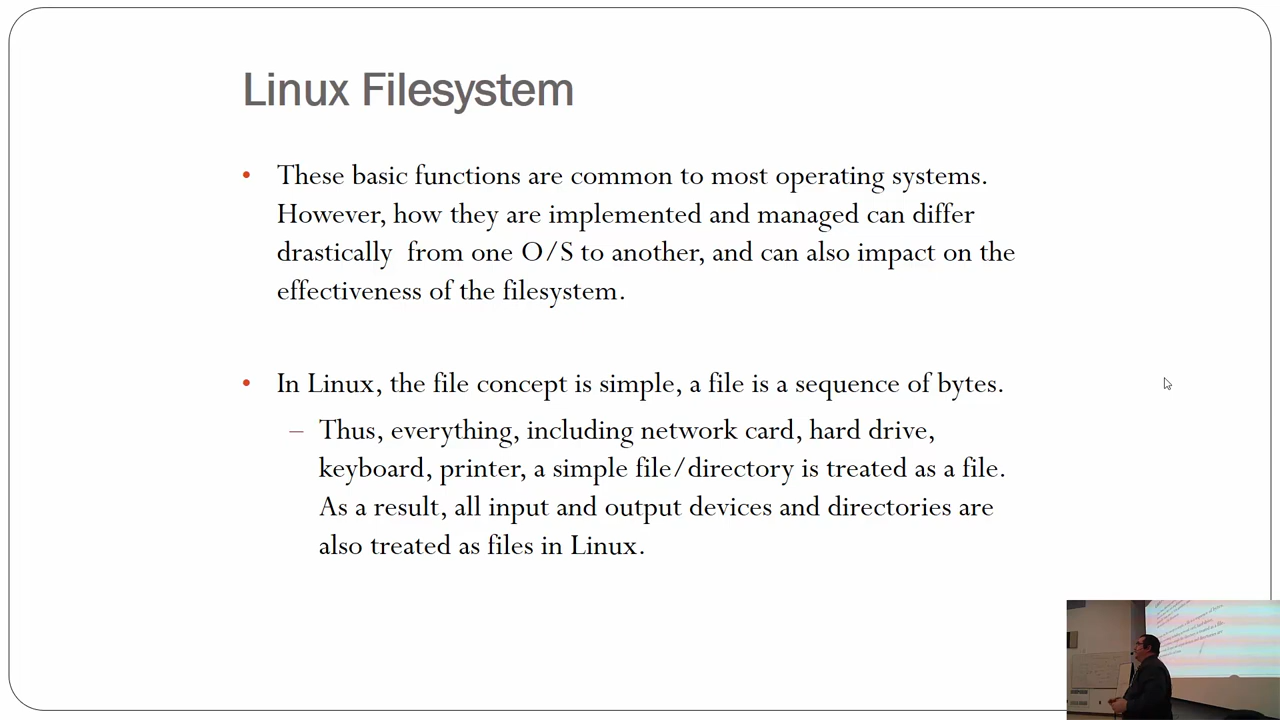 Linux Filesystem
• These basic functions are common to most operating systems.
However, how they are implemented and managed can differ
drastically  from one O/S to another, and can also impact on the
effectiveness of the filesystem.
• In Linux, the file concept is simple, a file is a sequence of bytes.
– Thus, everything, including network card, hard drive,
keyboard, printer, a simple file/directory is treated as a file.
As a result, all input and output devices and directories are
also treated as files in Linux.